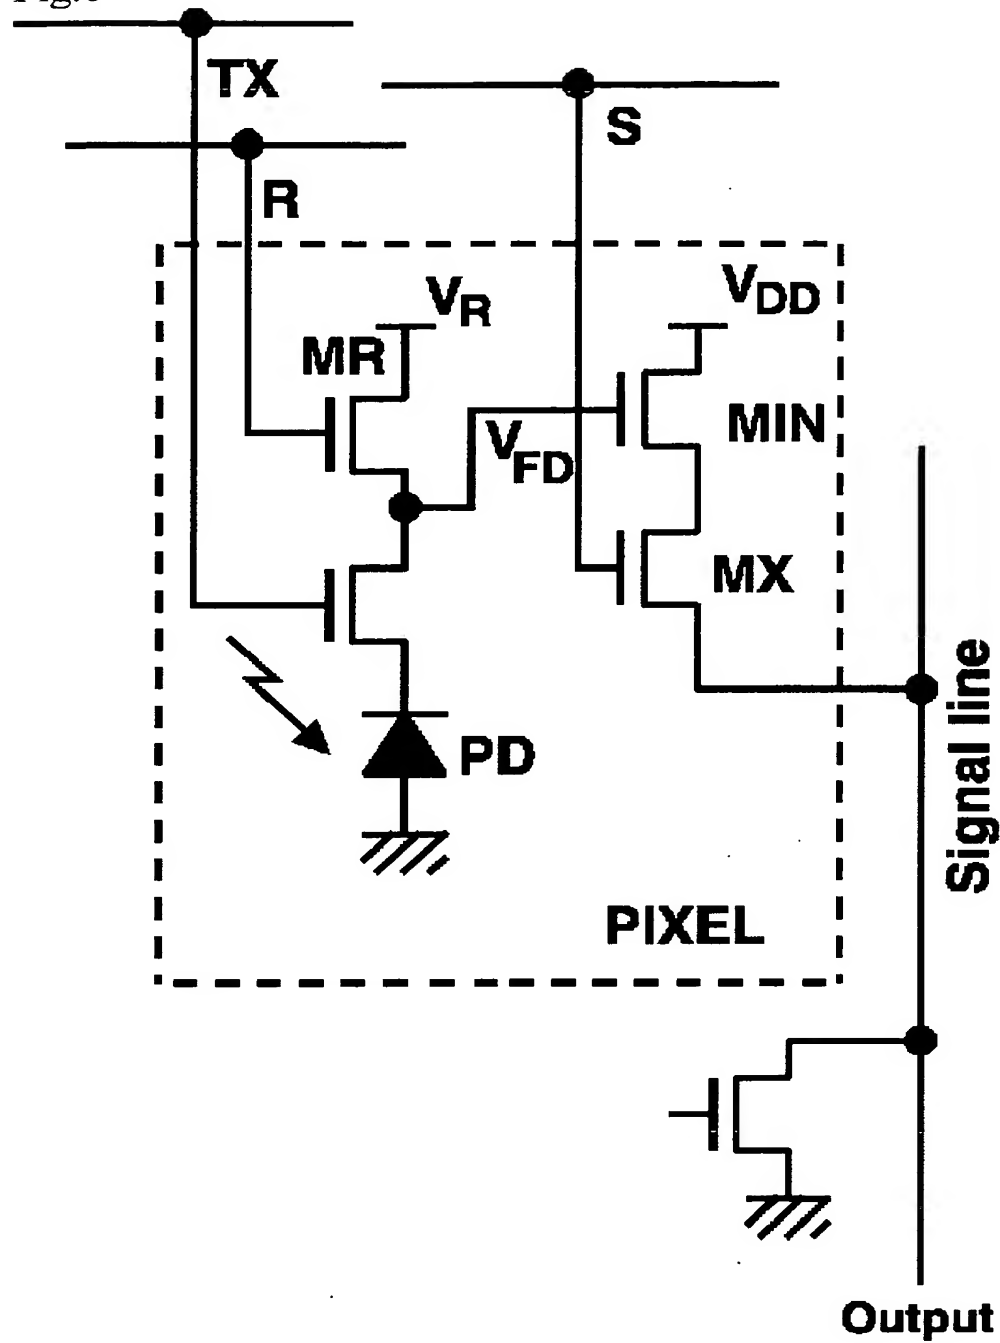 TX
S
R
V_R
V_DD
MR
MIN
V_FD
MX
PD
Signal line
PIXEL
Output